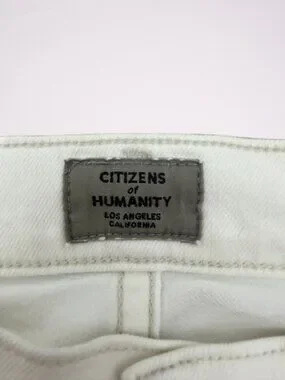 CITIZENS
of
HUMANITY
LOS ANGELES
CALIFORNIA